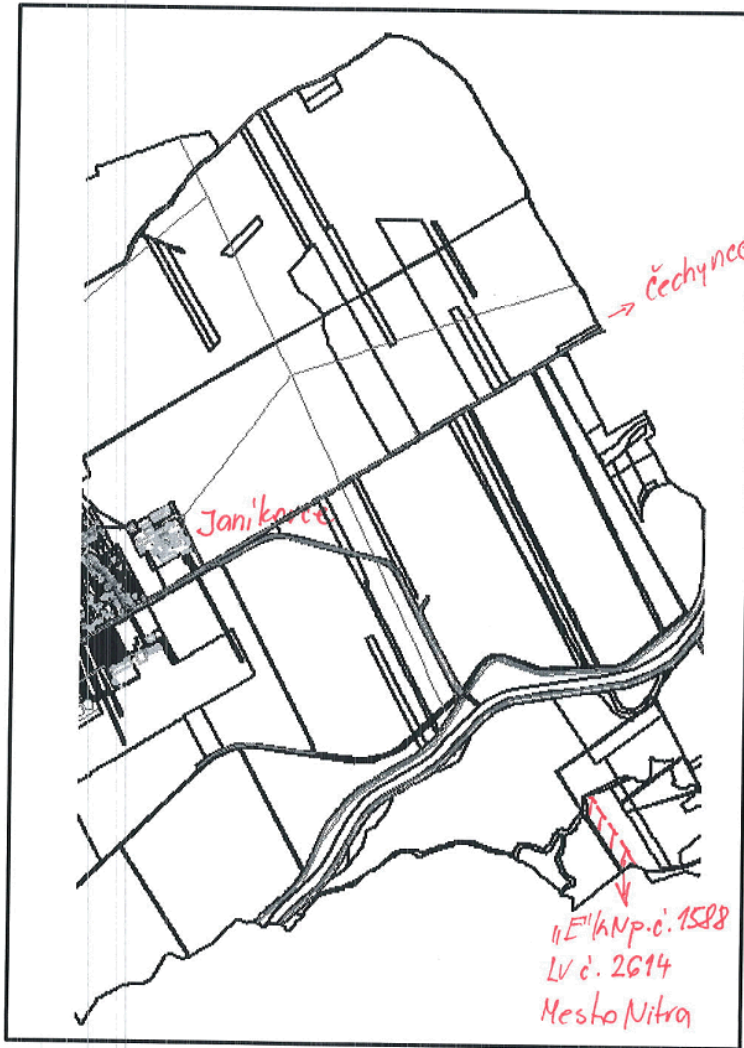 čechynce
Janíkovce
"E" KN p.č. 1588
LV č. 2614
Mesto Nitra